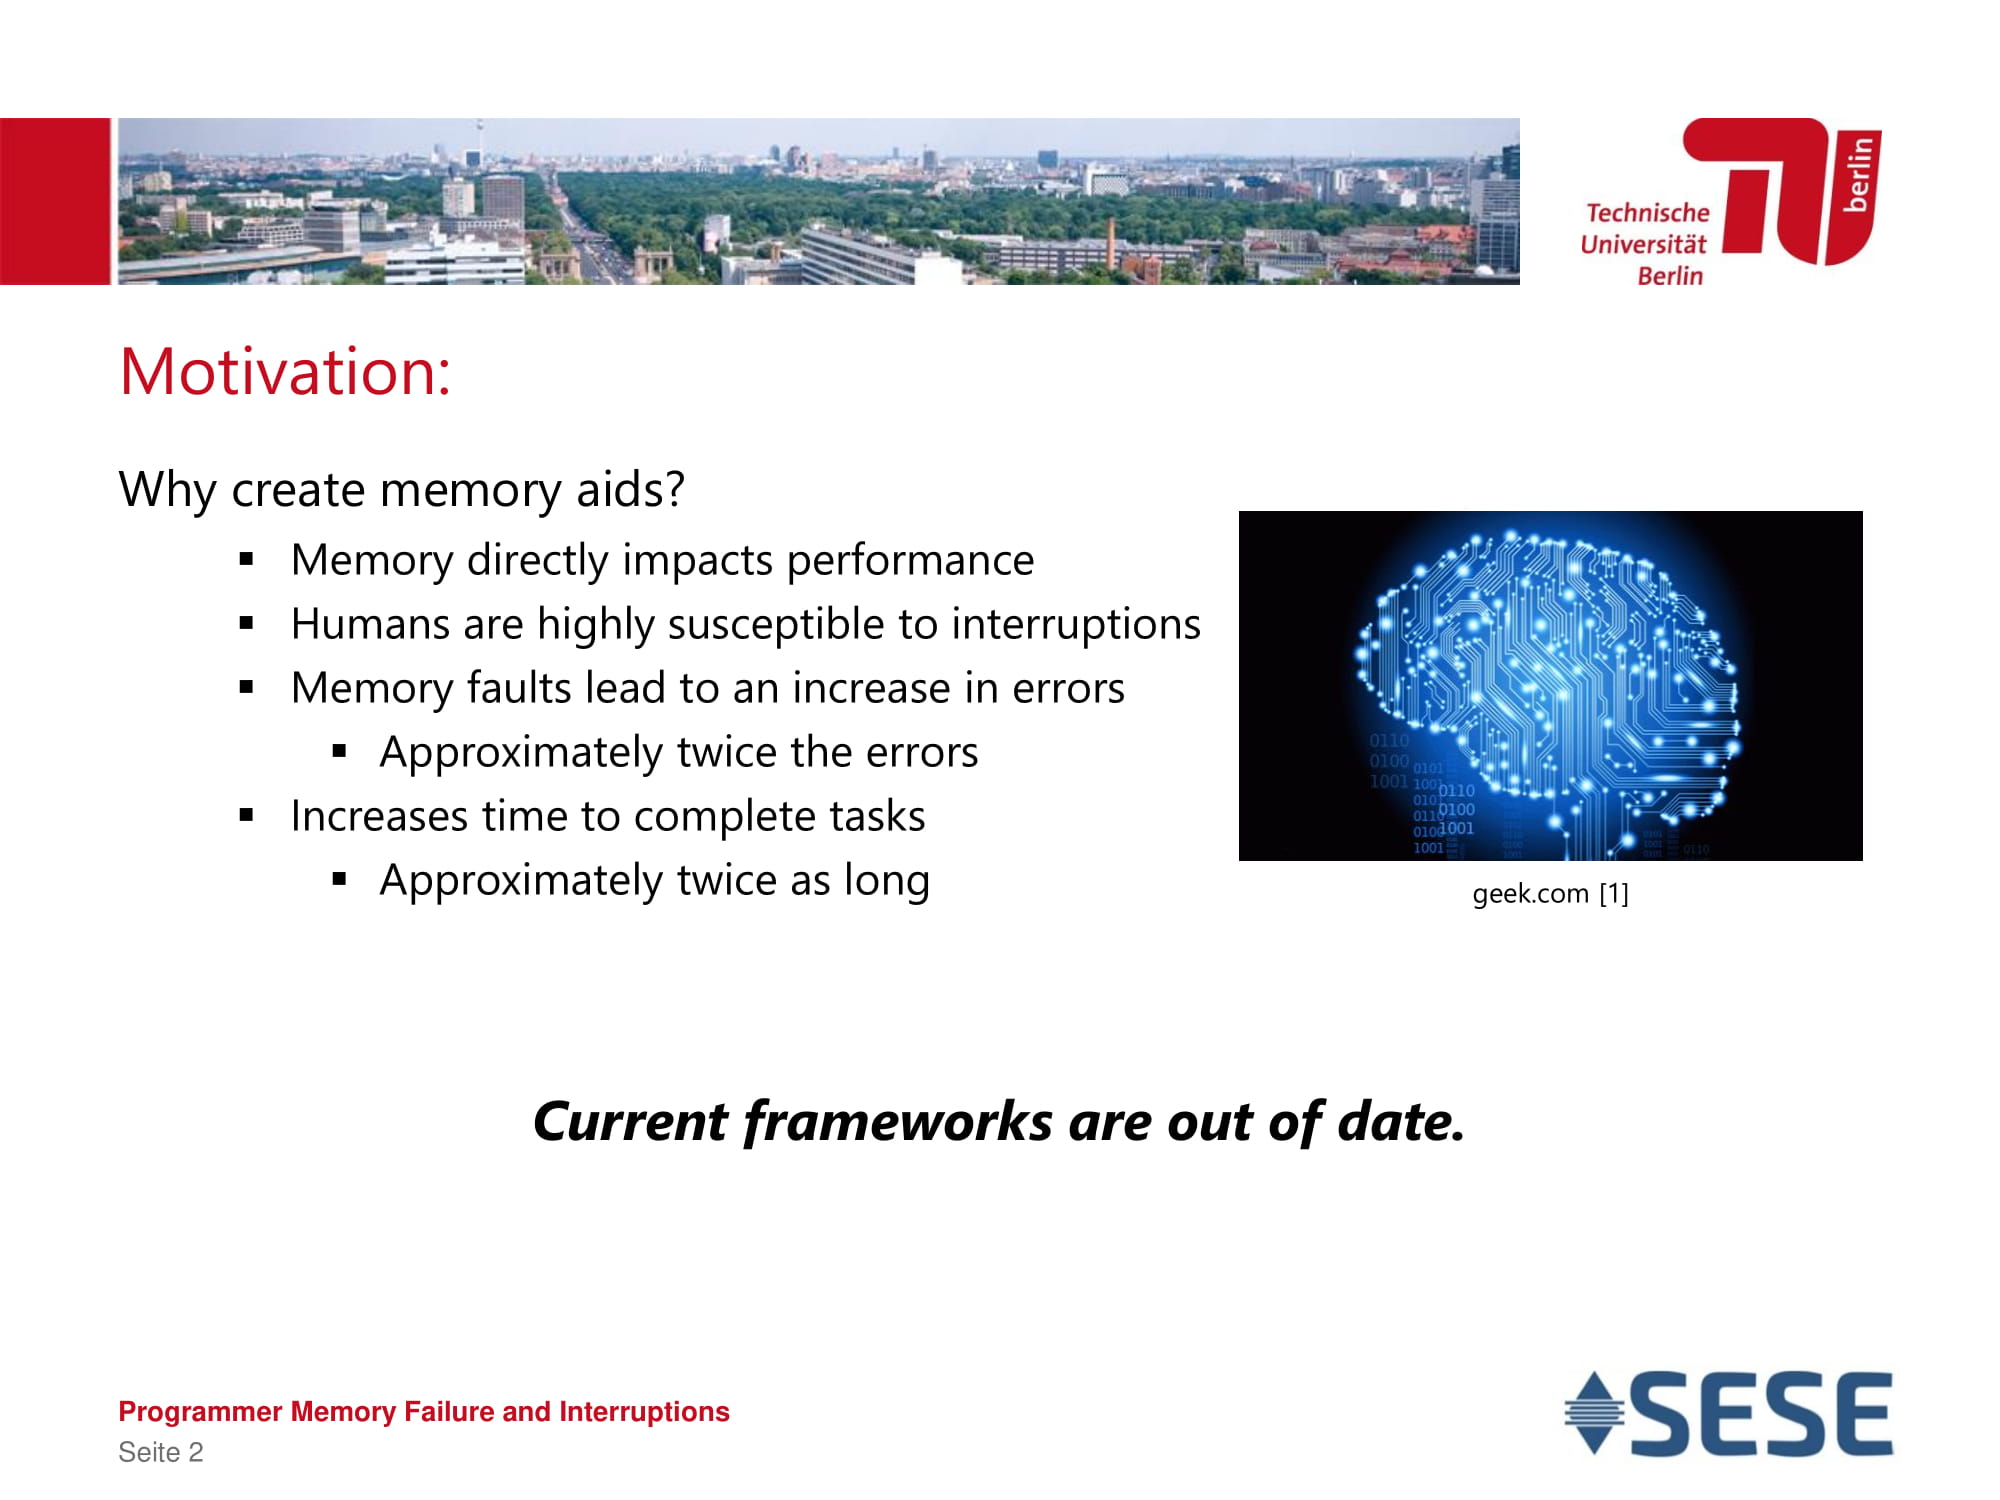 Technische
Universität
Berlin
berlin
Motivation:
Why create memory aids?
▪ Memory directly impacts performance
▪ Humans are highly susceptible to interruptions
▪ Memory faults lead to an increase in errors
▪ Approximately twice the errors
▪ Increases time to complete tasks
▪ Approximately twice as long
0110
0100
1001
0101
1001
0110
0100
1001
1001
geek.com [1]
Current frameworks are out of date.
Programmer Memory Failure and Interruptions
Seite 2
SESE